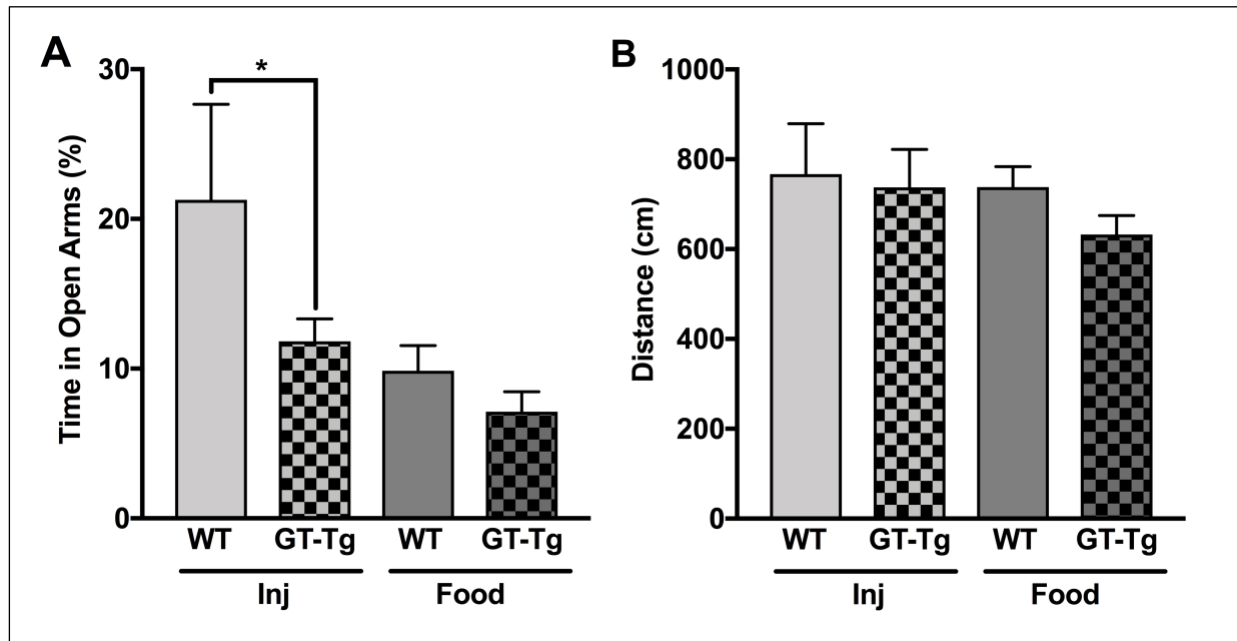 A
Time in Open Arms (%)
30
20
10
0
*
WT GT-Tg WT GT-Tg
Inj Food
B
Distance (cm)
1000
800
600
400
200
0
WT GT-Tg WT GT-Tg
Inj Food